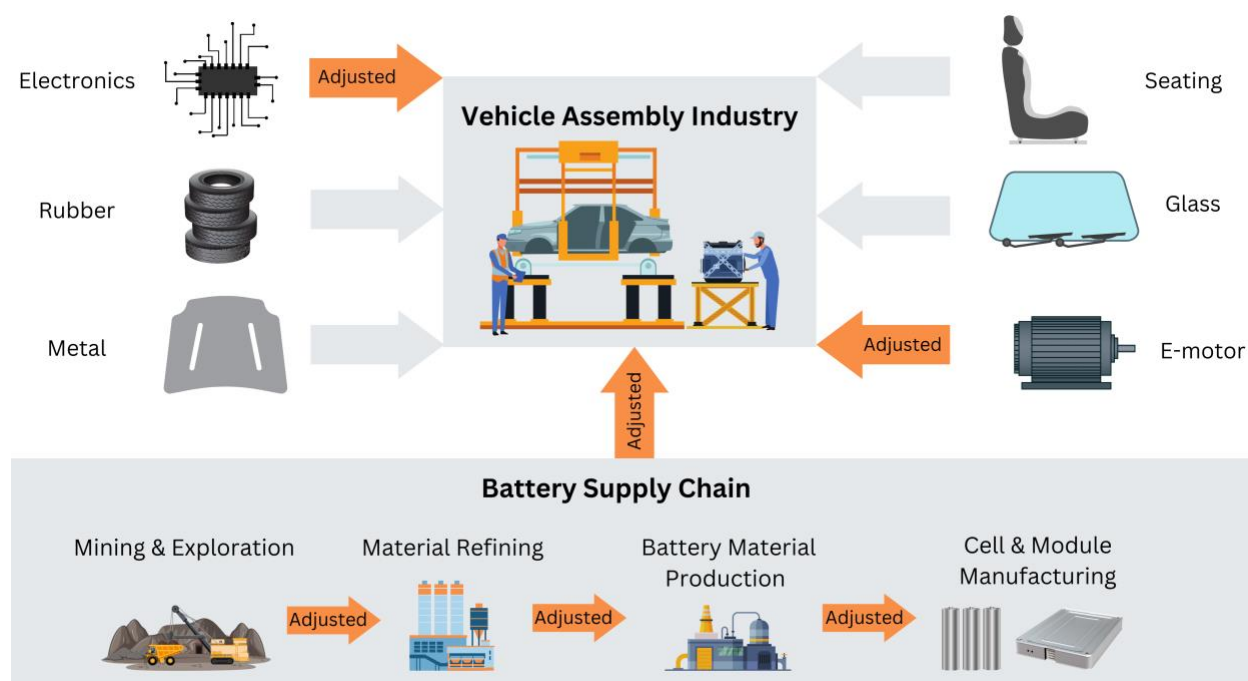 Electronics
Adjusted
Vehicle Assembly Industry
Seating
Rubber
Glass
Metal
Adjusted
E-motor
Adjusted
Battery Supply Chain
Mining & Exploration
Adjusted
Material Refining
Adjusted
Battery Material
Production
Adjusted
Cell & Module
Manufacturing